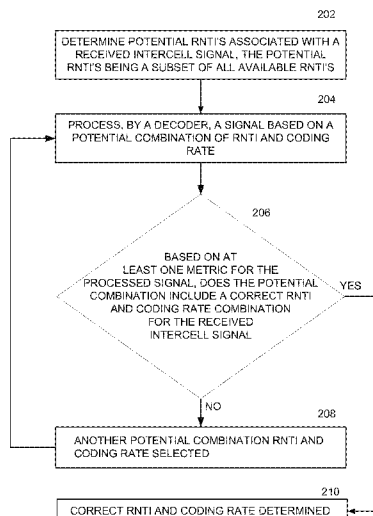 202
DETERMINE POTENTIAL RNTI'S ASSOCIATED WITH A
RECEIVED INTERCELL SIGNAL, THE POTENTIAL
RNTI'S BEING A SUBSET OF ALL AVAILABLE RNTI'S
204
PROCESS, BY A DECODER, A SIGNAL BASED ON A
POTENTIAL COMBINATION OF RNTI AND CODING
RATE
206
BASED ON AT
LEAST ONE METRIC FOR THE
PROCESSED SIGNAL, DOES THE POTENTIAL
COMBINATION INCLUDE A CORRECT RNTI
AND CODING RATE COMBINATION
FOR THE RECEIVED
INTERCELL SIGNAL
YES
NO
208
ANOTHER POTENTIAL COMBINATION RNTI AND
CODING RATE SELECTED
210
CORRECT RNTI AND CODING RATE DETERMINED